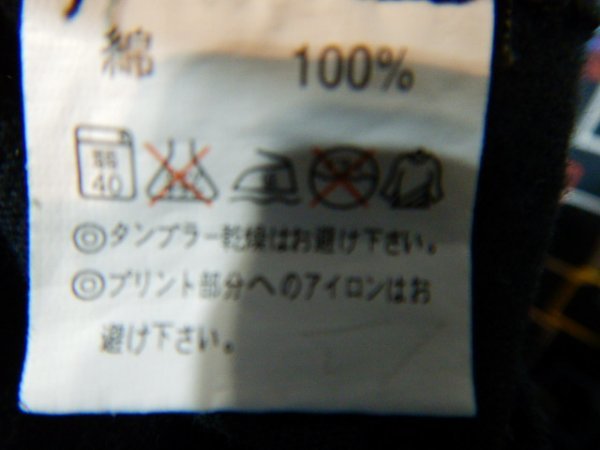 綿 100%
弱
40
◎タンブラー乾燥はお避け下さい。
◎プリント部分へのアイロンはお
避け下さい。